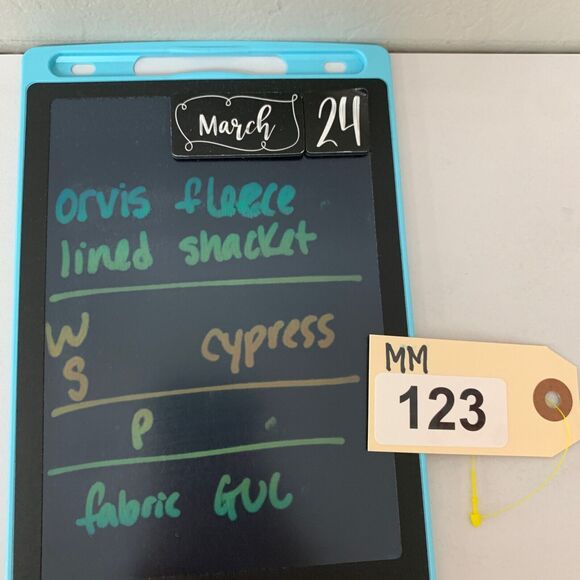 March 24
orvis fleece
lined shacket
W cypress
S
P
fabric GUC
MM
123